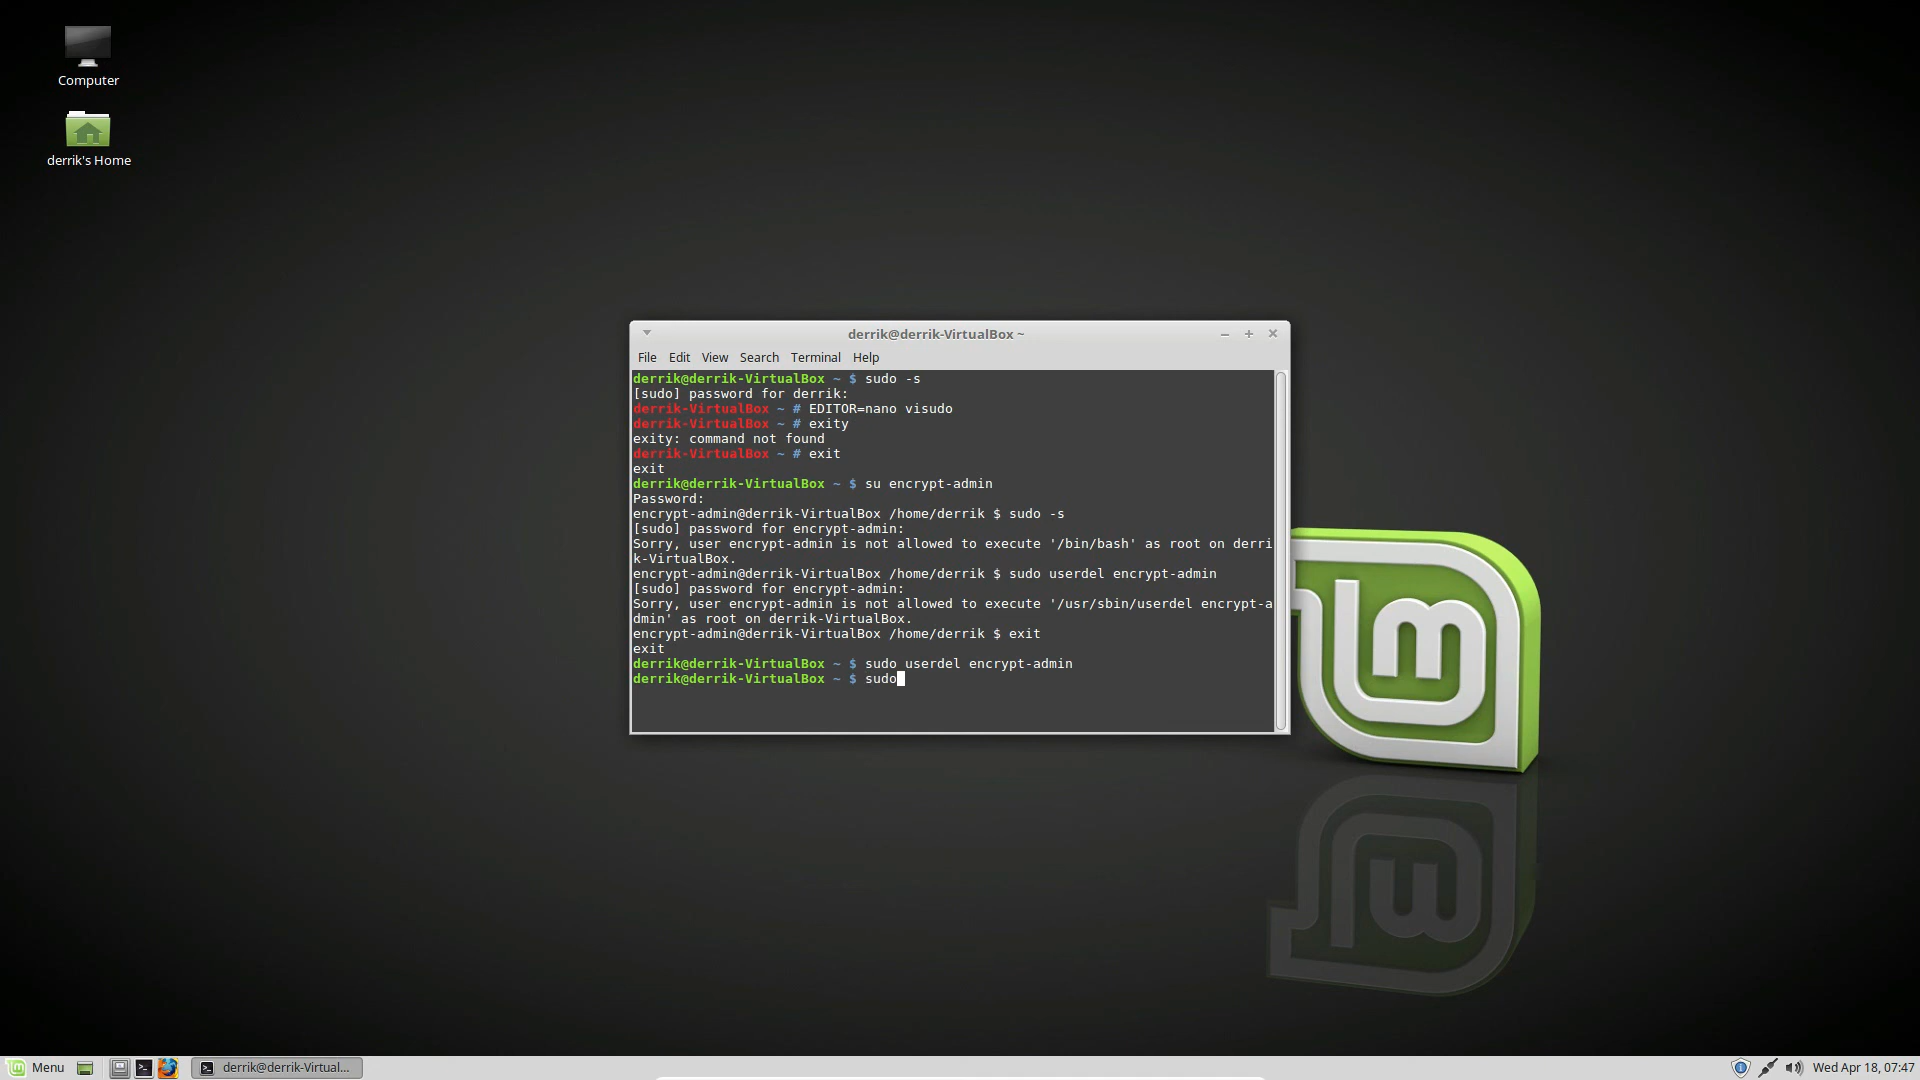 Computer
derrik's Home
derrik@derrik-VirtualBox ~
File Edit View Search Terminal Help
derrik@derrik-VirtualBox ~ $ sudo -s
[sudo] password for derrik:
derrik-VirtualBox ~ # EDITOR=nano visudo
derrik-VirtualBox ~ # exity
exity: command not found
derrik-VirtualBox ~ # exit
exit
derrik@derrik-VirtualBox ~ $ su encrypt-admin
Password:
encrypt-admin@derrik-VirtualBox /home/derrik $ sudo -s
[sudo] password for encrypt-admin:
Sorry, user encrypt-admin is not allowed to execute '/bin/bash' as root on derri
k-VirtualBox.
encrypt-admin@derrik-VirtualBox /home/derrik $ sudo userdel encrypt-admin
[sudo] password for encrypt-admin:
Sorry, user encrypt-admin is not allowed to execute '/usr/sbin/userdel encrypt-a
dmin' as root on derrik-VirtualBox.
encrypt-admin@derrik-VirtualBox /home/derrik $ exit
exit
derrik@derrik-VirtualBox ~ $ sudo userdel encrypt-admin
derrik@derrik-VirtualBox ~ $ sudo
Menu
derrik@derrik-Virtual...
Wed Apr 18, 07:47